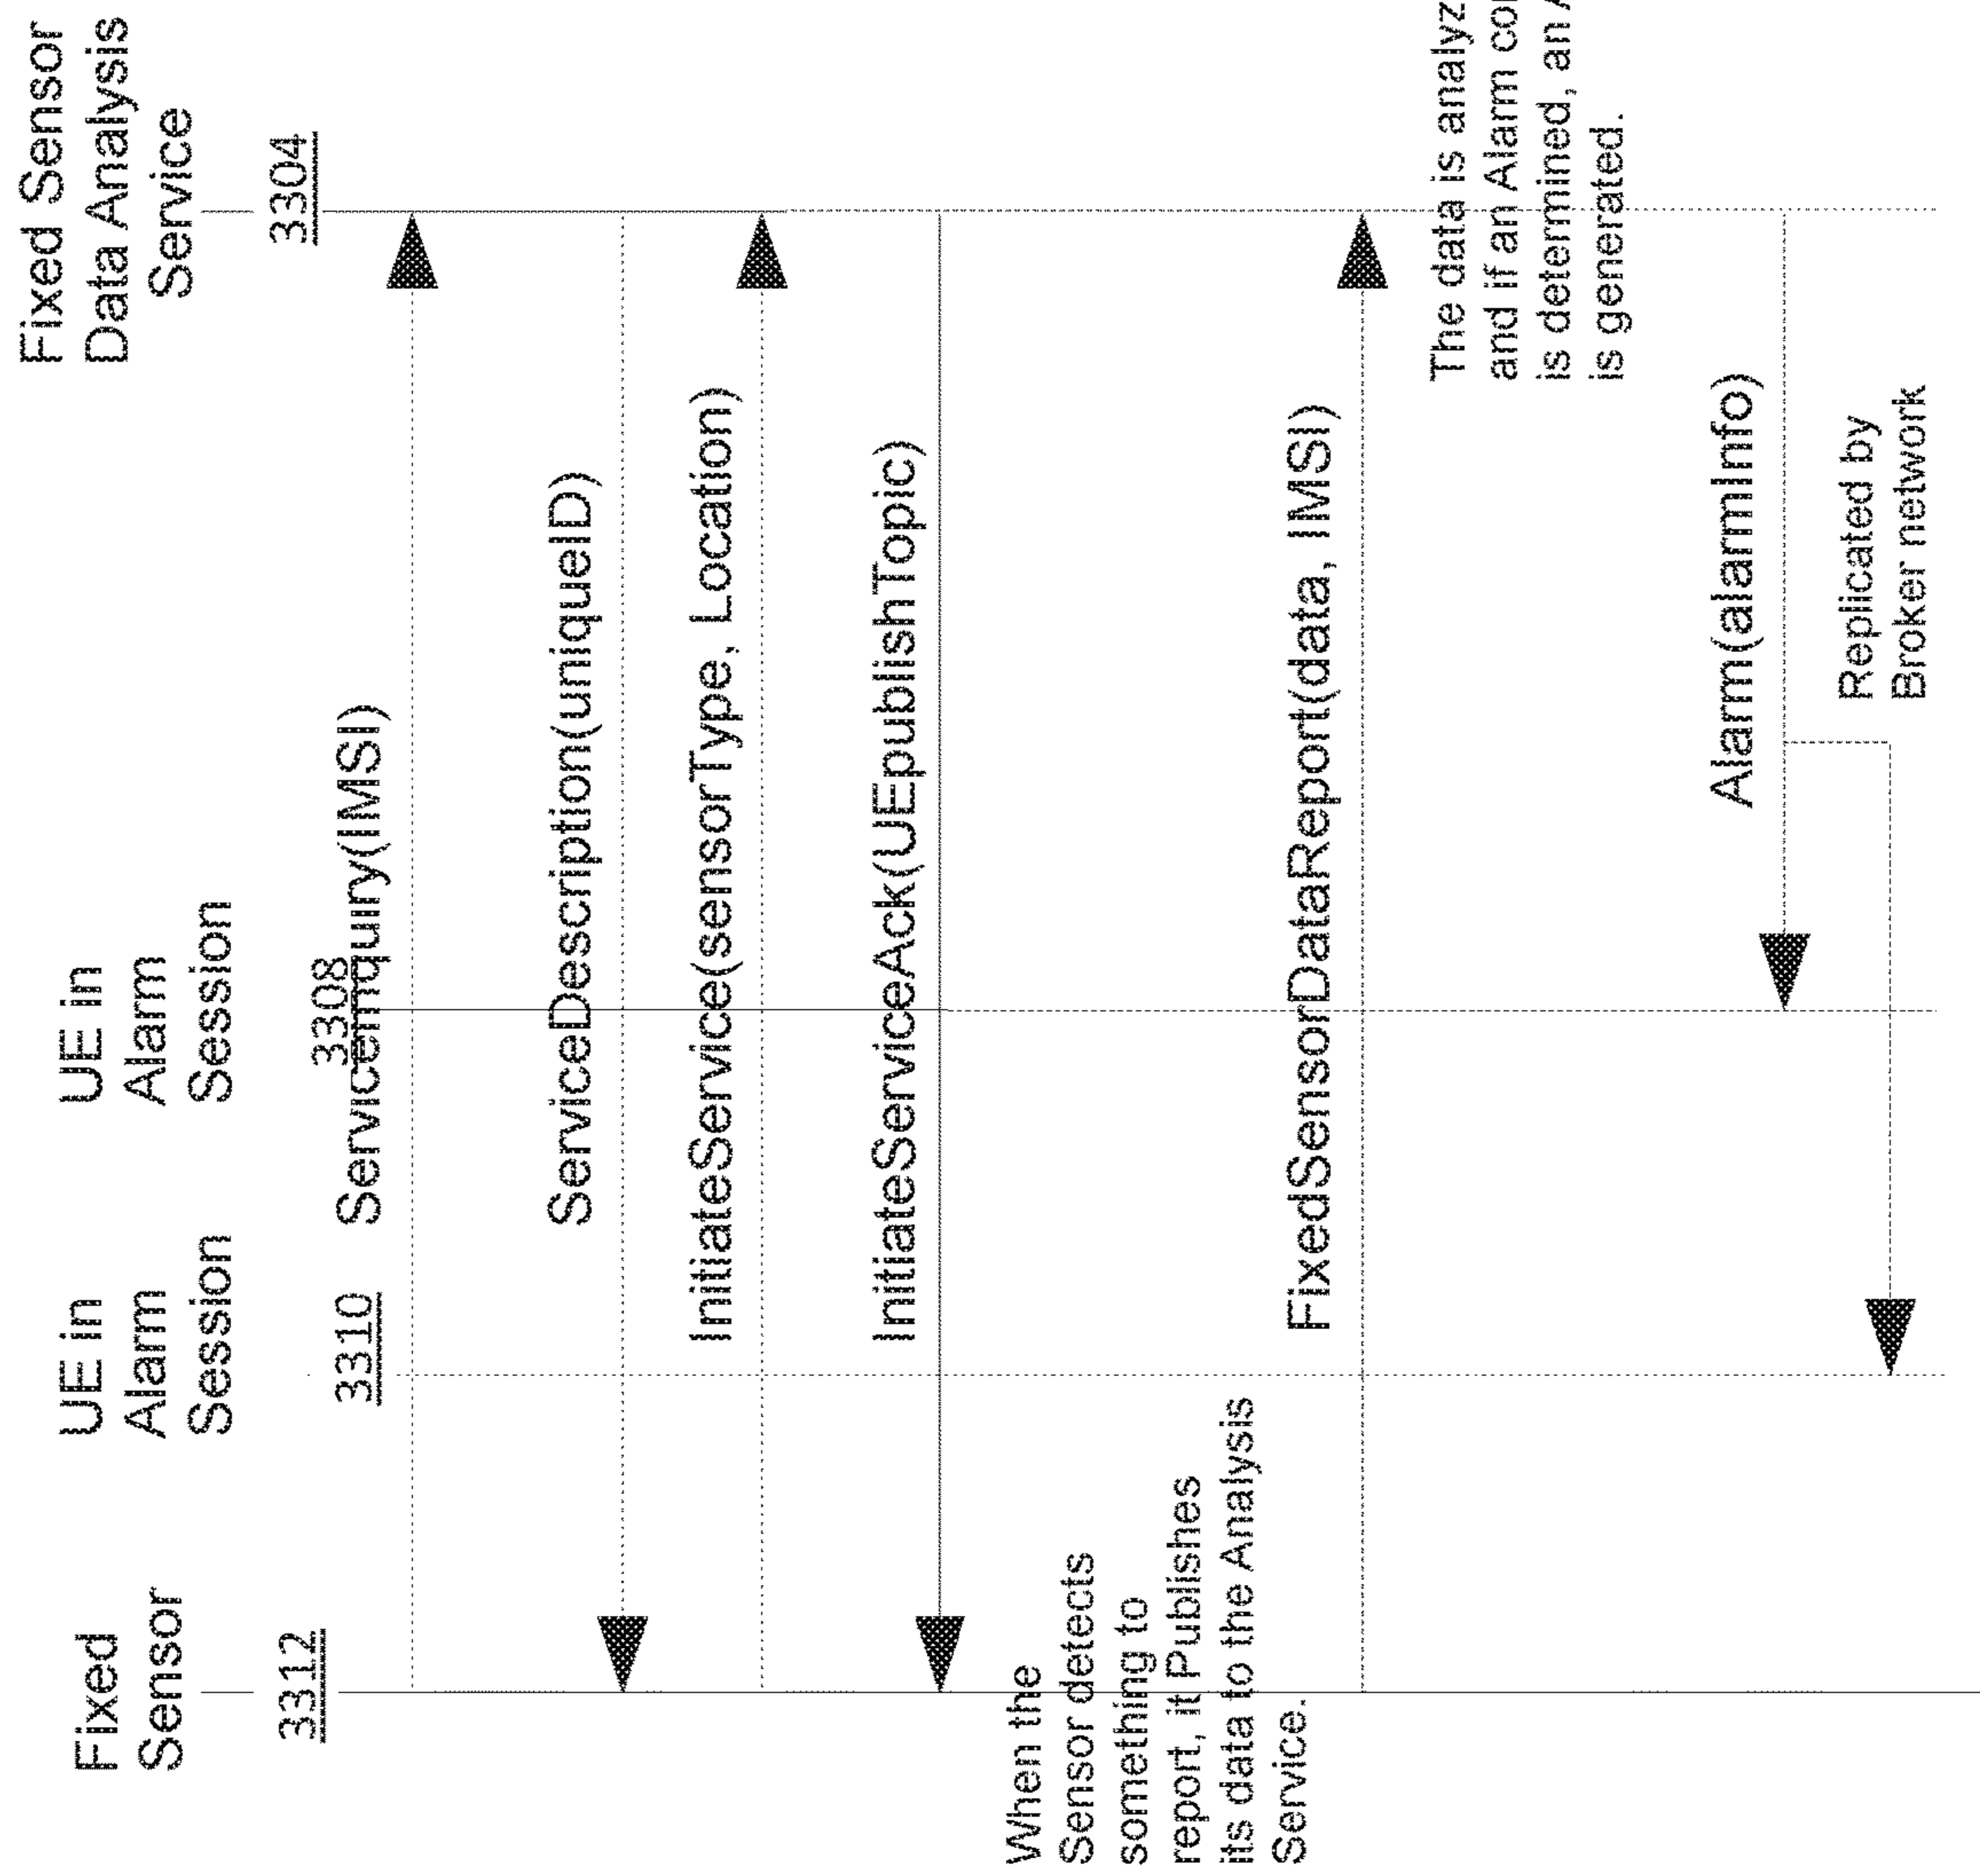 Fixed
Sensor
3312
UE in
Alarm
Session
3310
UE in
Alarm
Session
3308
Fixed Sensor
Data Analysis
Service
3304
ServiceInquiry(IMSI)
ServiceDescription(uniqueID)
InitiateService(sensorType, Location)
InitiateServiceAck(UEpublishTopic)
When the
Sensor detects
something to
report, it Publishes
its data to the Analysis
Service.
FixedSensorDataReport(data, IMSI)
The data is analyz
and if an Alarm con
is determined, an A
is generated.
Alarm(alarmInfo)
Replicated by
Broker network